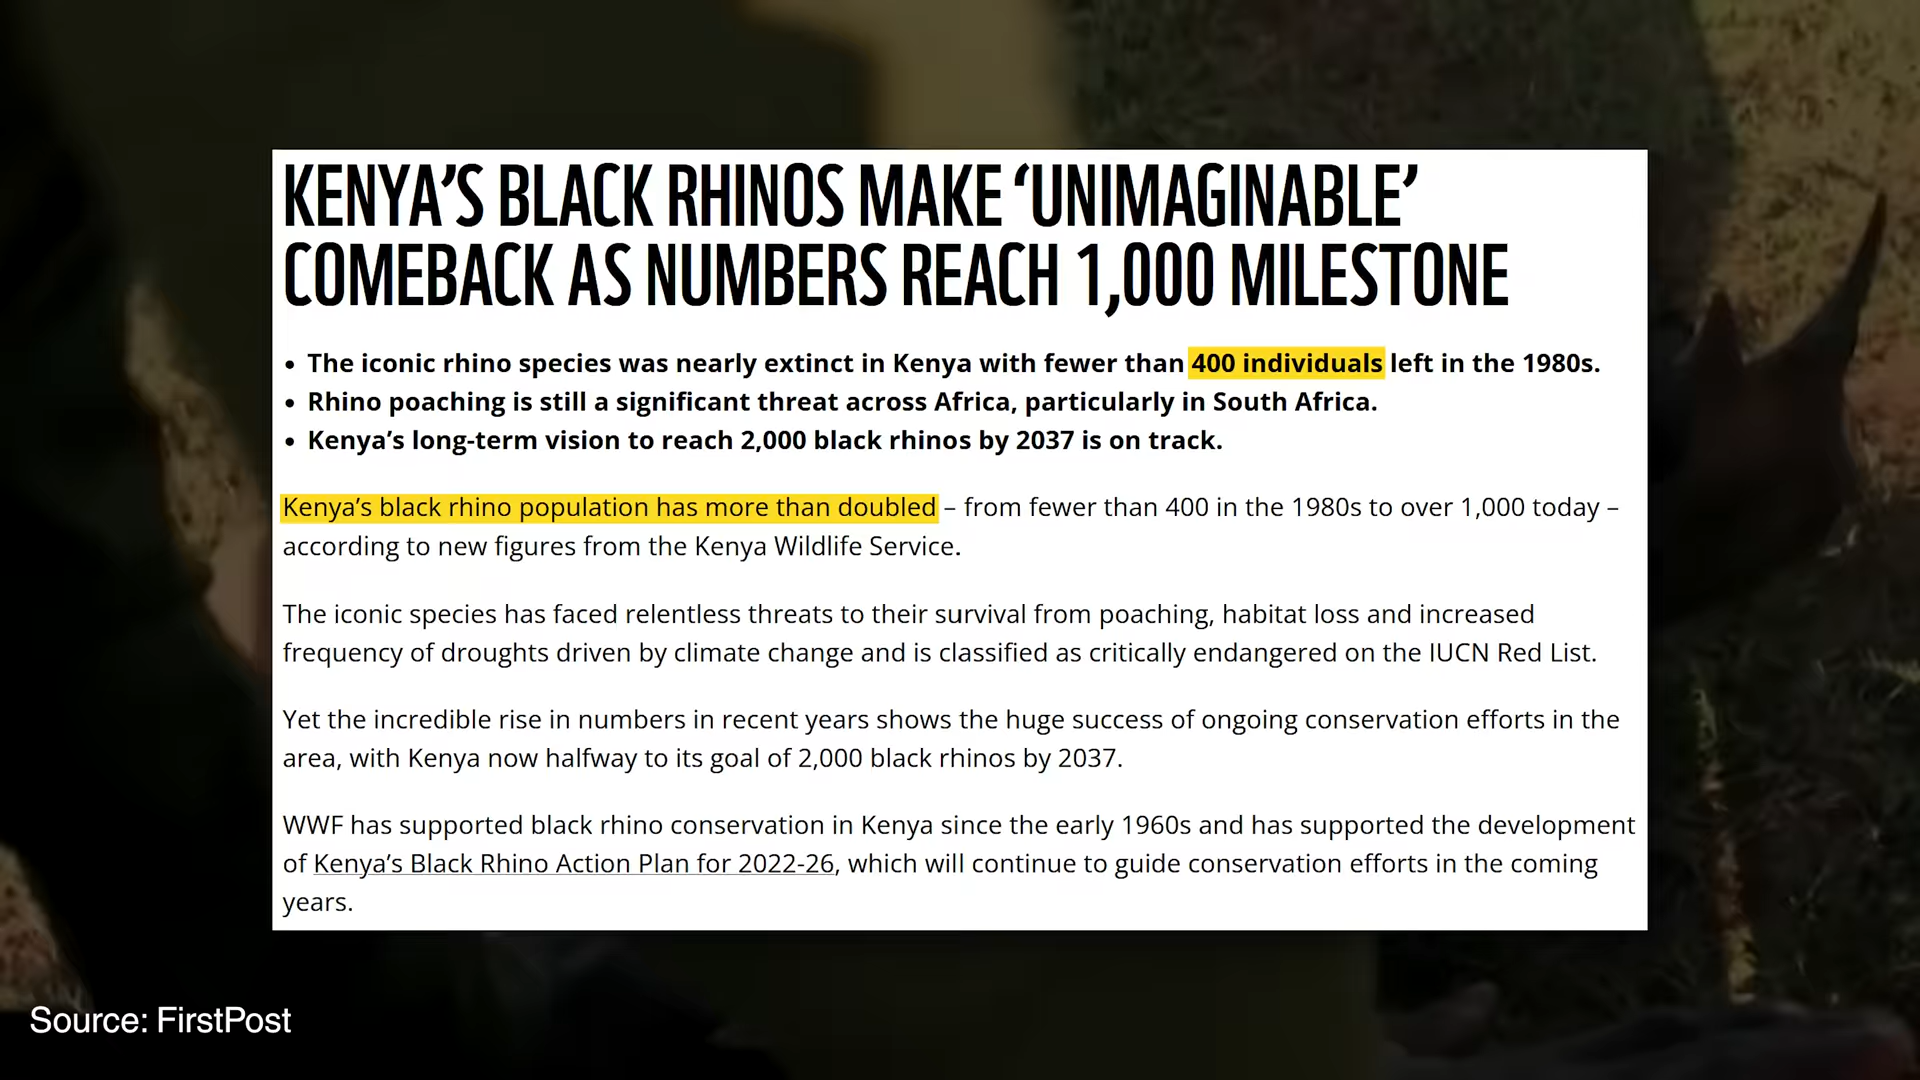 KENYA’S BLACK RHINOS MAKE ‘UNIMAGINABLE’
COMEBACK AS NUMBERS REACH 1,000 MILESTONE
• The iconic rhino species was nearly extinct in Kenya with fewer than 400 individuals left in the 1980s.
• Rhino poaching is still a significant threat across Africa, particularly in South Africa.
• Kenya’s long-term vision to reach 2,000 black rhinos by 2037 is on track.
Kenya’s black rhino population has more than doubled – from fewer than 400 in the 1980s to over 1,000 today –
according to new figures from the Kenya Wildlife Service.
The iconic species has faced relentless threats to their survival from poaching, habitat loss and increased
frequency of droughts driven by climate change and is classified as critically endangered on the IUCN Red List.
Yet the incredible rise in numbers in recent years shows the huge success of ongoing conservation efforts in the
area, with Kenya now halfway to its goal of 2,000 black rhinos by 2037.
WWF has supported black rhino conservation in Kenya since the early 1960s and has supported the development
of Kenya’s Black Rhino Action Plan for 2022-26, which will continue to guide conservation efforts in the coming
years.
Source: FirstPost